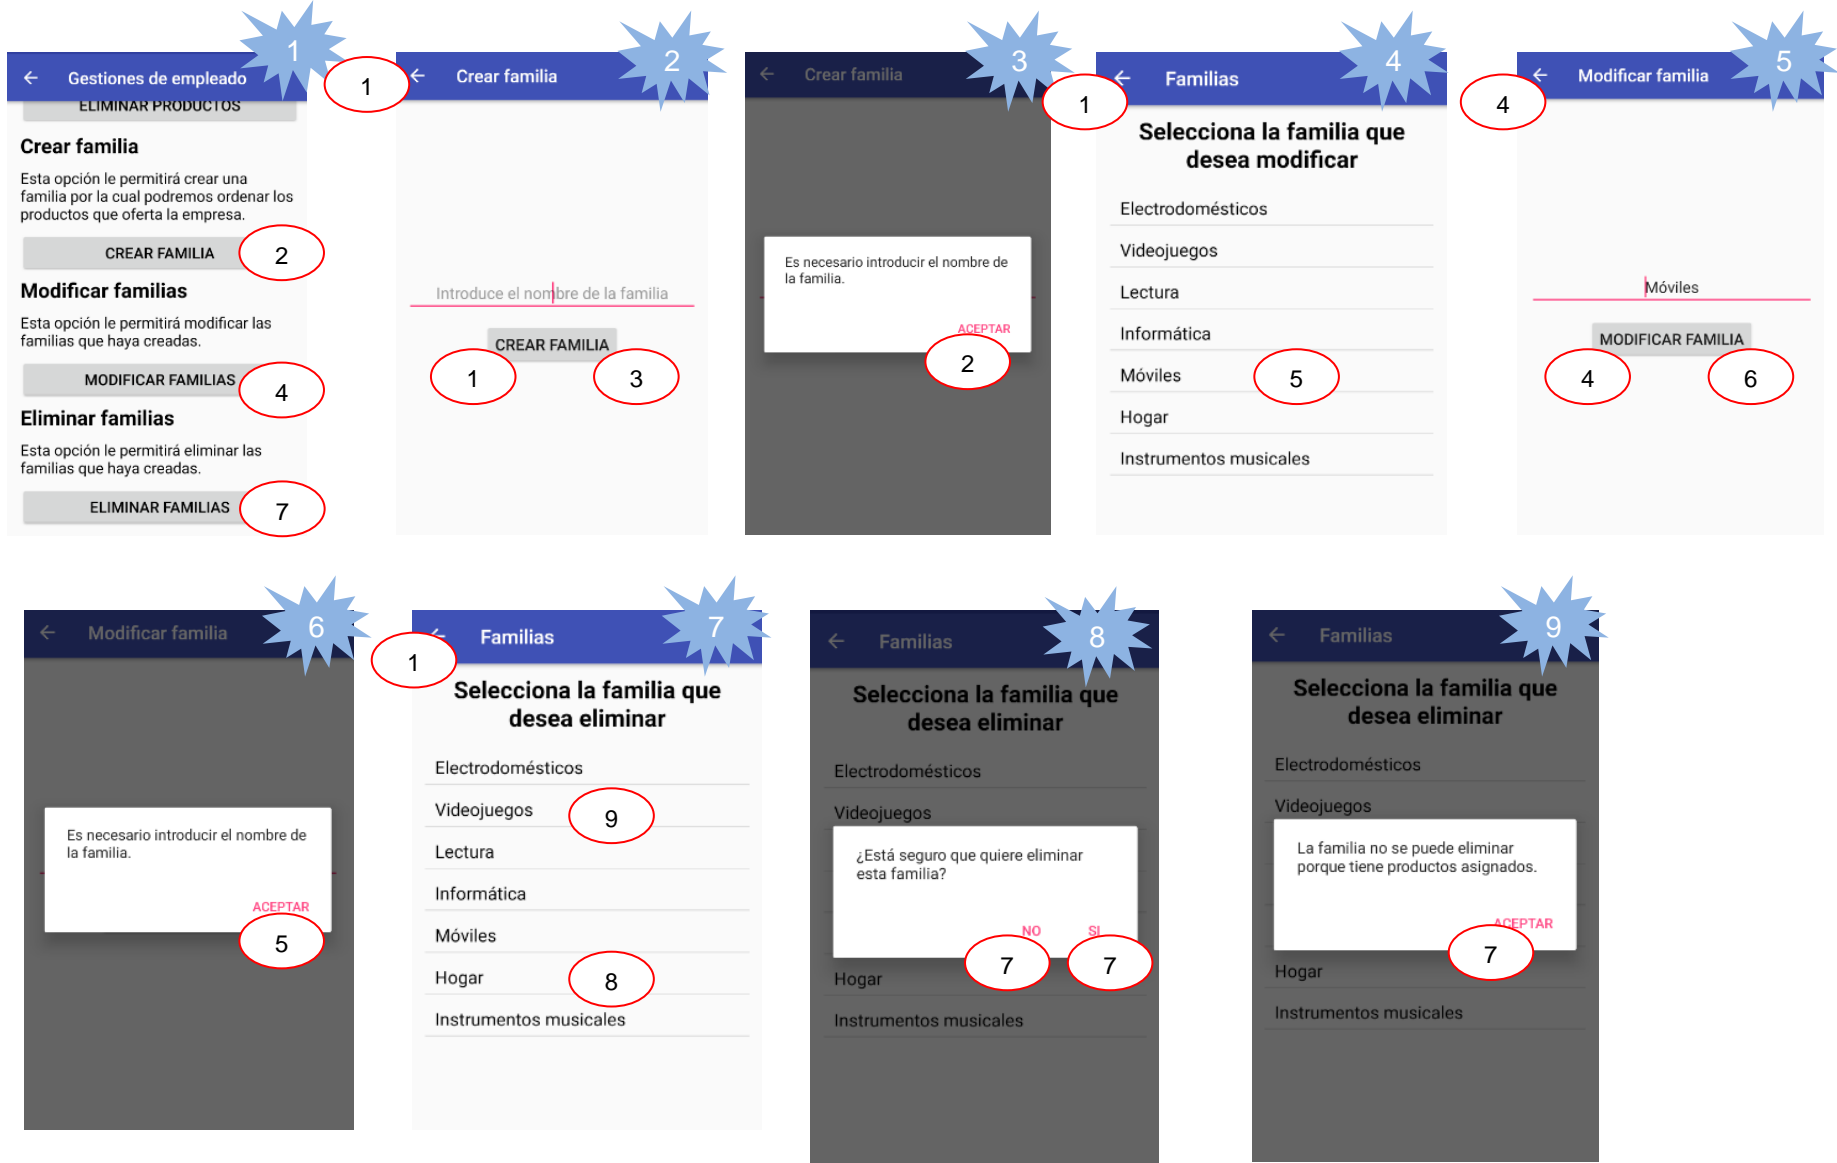 1
Gestiones de empleado
ELIMINAR PRODUCTOS
Crear familia
Esta opción le permitirá crear una
familia por la cual podremos ordenar los
productos que oferta la empresa.
CREAR FAMILIA
2
Modificar familias
Esta opción le permitirá modificar las
familias que haya creadas.
MODIFICAR FAMILIAS
4
Eliminar familias
Esta opción le permitirá eliminar las
familias que haya creadas.
ELIMINAR FAMILIAS
7
2
1
Crear familia
Introduce el nombre de la familia
CREAR FAMILIA
1
3
3
Crear familia
Es necesario introducir el nombre de
la familia.
ACEPTAR
2
4
1
Familias
Selecciona la familia que
desea modificar
Electrodomésticos
Videojuegos
Lectura
Informática
Móviles
5
Hogar
Instrumentos musicales
5
4
Modificar familia
Móviles
MODIFICAR FAMILIA
4
6
6
Modificar familia
Es necesario introducir el nombre de
la familia.
ACEPTAR
5
7
1
Familias
Selecciona la familia que
desea eliminar
Electrodomésticos
Videojuegos
9
Lectura
Informática
Móviles
Hogar
8
Instrumentos musicales
8
Familias
Selecciona la familia que
desea eliminar
Electrodomésticos
Videojuegos
¿Está seguro que quiere eliminar
esta familia?
NO SI
7
7
Hogar
Instrumentos musicales
9
Familias
Selecciona la familia que
desea eliminar
Electrodomésticos
Videojuegos
La familia no se puede eliminar
porque tiene productos asignados.
ACEPTAR
7
Hogar
Instrumentos musicales